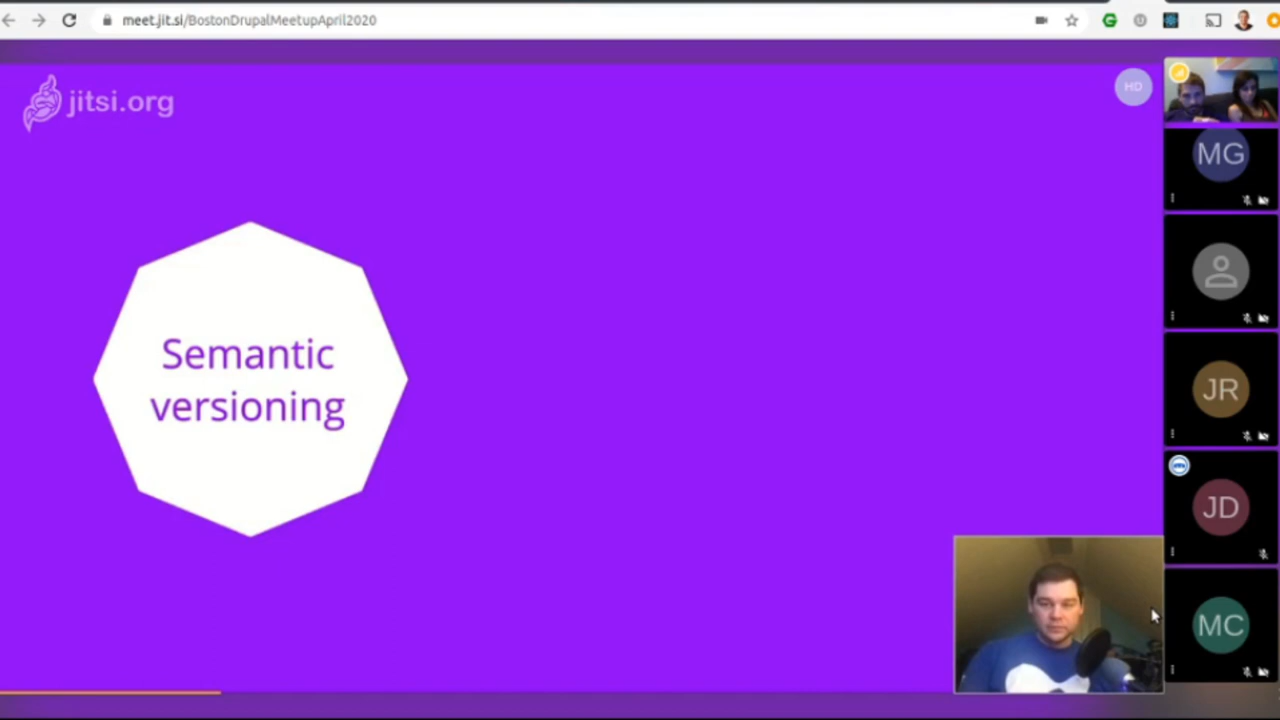 meet.jit.si/BostonDrupalMeetupApril2020
jitsi.org
HD
Semantic
versioning
MG
JR
JD
MC